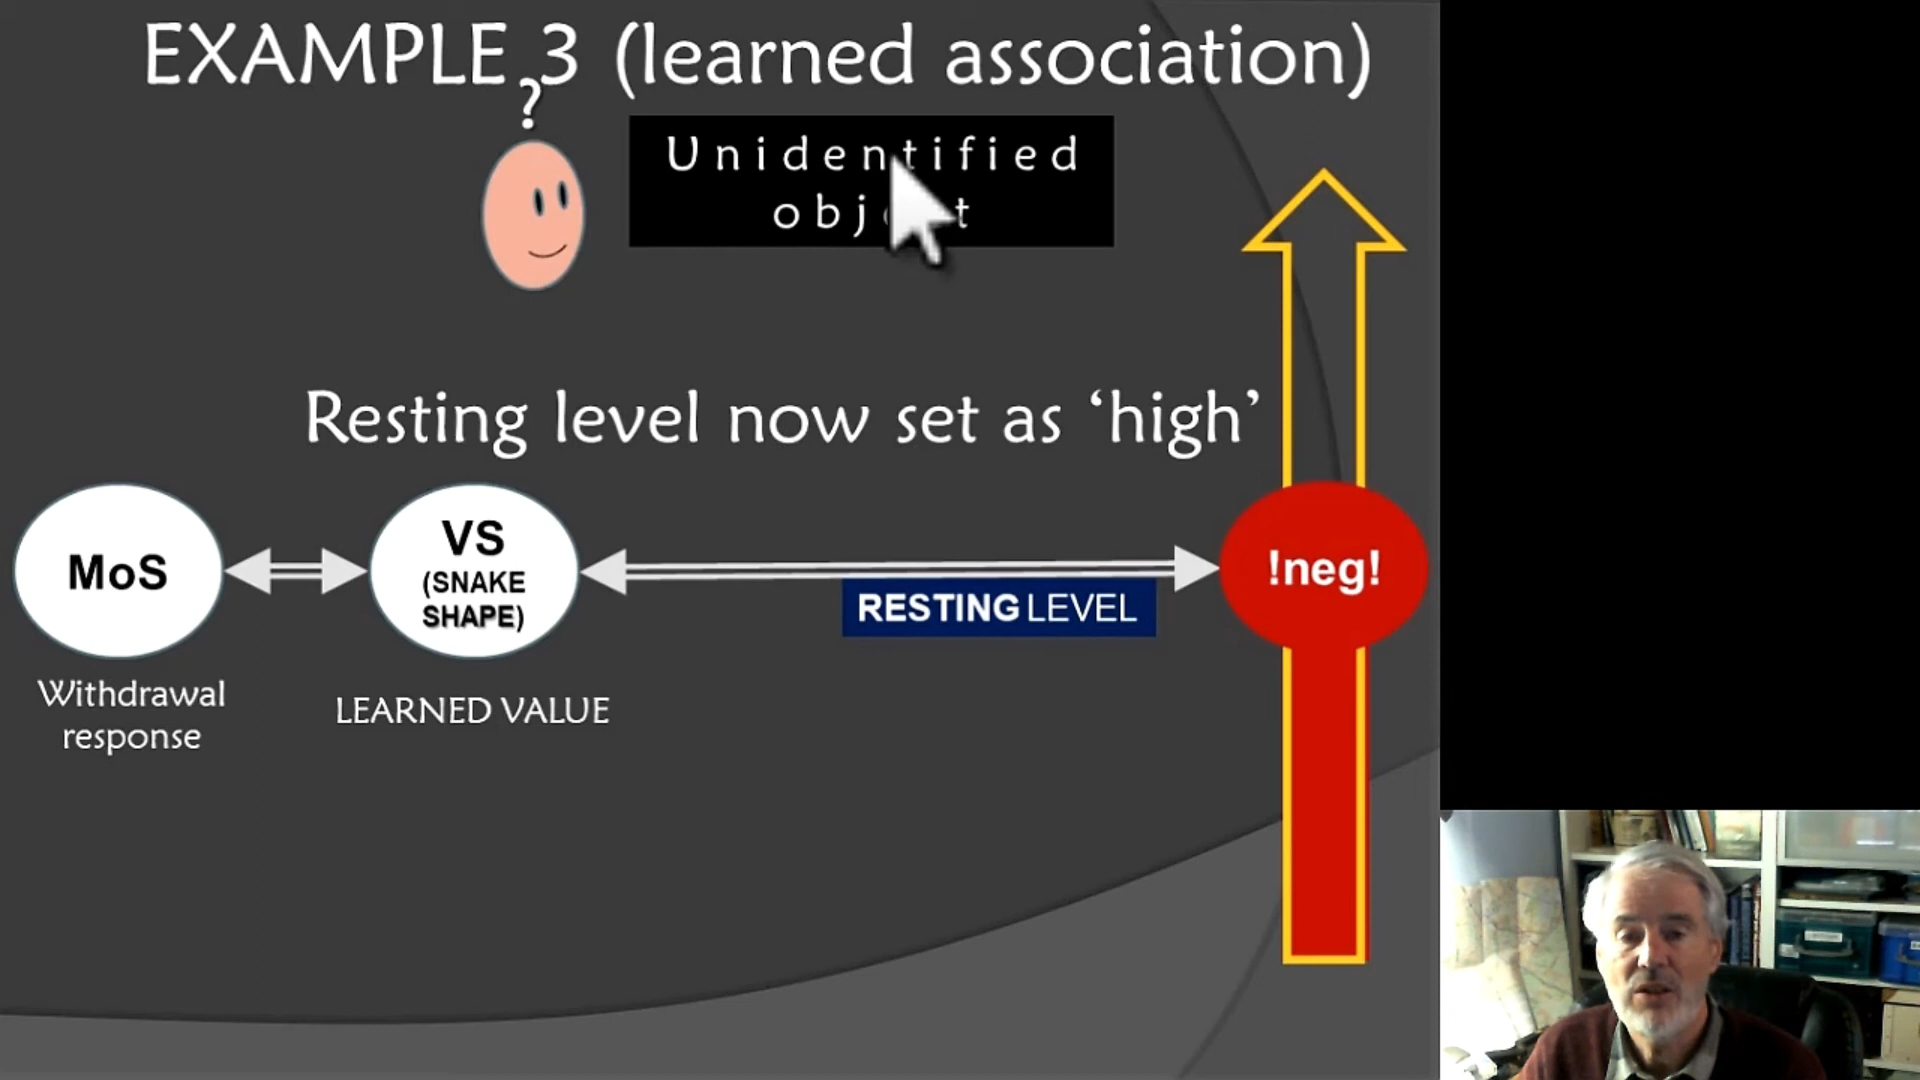 EXAMPLE 3 (learned association)
?
Unidentified
obj t
Resting level now set as ‘high’
MoS
VS
(SNAKE
SHAPE)
!neg!
RESTING LEVEL
Withdrawal
response
LEARNED VALUE